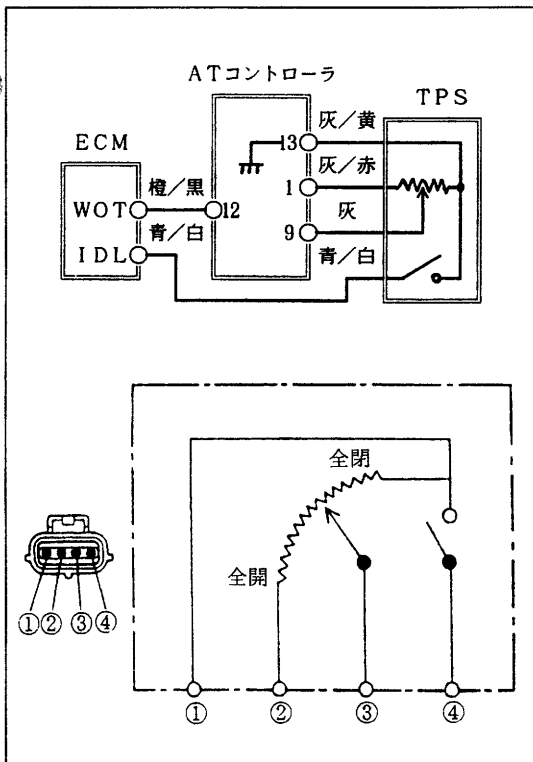 ATコントローラ
TPS
ECM
WOT
IDL
橙／黒
青／白
12
13
1
9
灰／黄
灰／赤
灰
青／白
全閉
全開
①②③④
① ② ③ ④